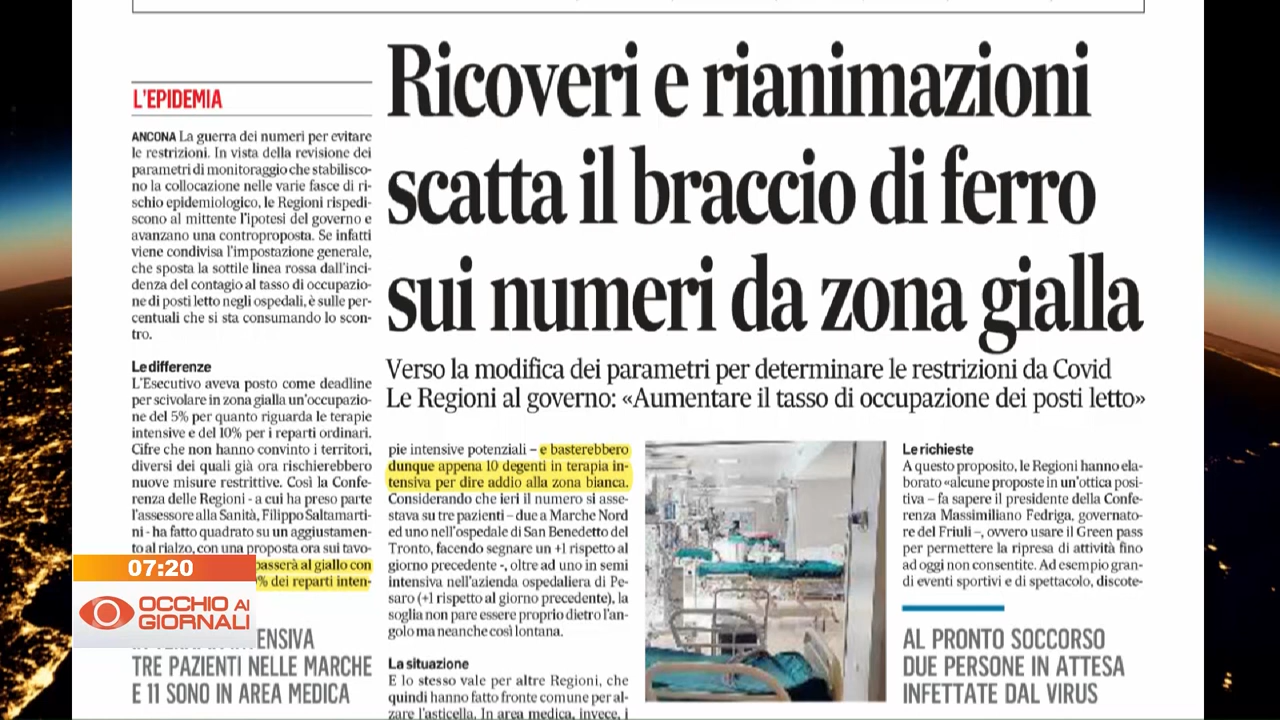 L'EPIDEMIA
Ricoveri e rianimazioni
scatta il braccio di ferro
sui numeri da zona gialla
Verso la modifica dei parametri per determinare le restrizioni da Covid
Le Regioni al governo: «Aumentare il tasso di occupazione dei posti letto»
ANCONA La guerra dei numeri per evitare
le restrizioni. In vista della revisione dei
parametri di monitoraggio che stabilisco-
no la collocazione nelle varie fasce di ri-
schio epidemiologico, le Regioni rispedi-
scono al mittente l'ipotesi del governo e
avanzano una controproposta. Se infatti
viene condivisa l'impostazione generale,
che sposta la sottile linea rossa dall'inci-
denza del contagio al tasso di occupazio-
ne di posti letto negli ospedali, è sulle per-
centuali che si sta consumando lo scon-
tro.
Le differenze
L'Esecutivo aveva posto come deadline
per scivolare in zona gialla un'occupazio-
ne del 5% per quanto riguarda le terapie
intensive e del 10% per i reparti ordinari.
Cifre che non hanno convinto i territori,
diversi dei quali già ora rischierebbero
nuove misure restrittive. Così la Confe-
renza delle Regioni - a cui ha preso parte
l'assessore alla Sanità, Filippo Saltamarti-
ni - ha fatto quadrato su un aggiustamen-
to al rialzo, con una proposta ora sui tavo-
passerà al giallo con
% dei reparti inten-
07:20
OCCHIO AI
GIORNALI
TRE PAZIENTI NELLE MARCHE
E 11 SONO IN AREA MEDICA
pie intensive potenziali – e basterebbero
dunque appena 10 degenti in terapia in-
tensiva per dire addio alla zona bianca.
Considerando che ieri il numero si asse-
stava su tre pazienti – due a Marche Nord
ed uno nell'ospedale di San Benedetto del
Tronto, facendo segnare un +1 rispetto al
giorno precedente -, oltre ad uno in semi
intensiva nell'azienda ospedaliera di Pe-
saro (+1 rispetto al giorno precedente), la
soglia non pare essere proprio dietro l'an-
golo ma neanche così lontana.
La situazione
E lo stesso vale per altre Regioni, che
quindi hanno fatto fronte comune per al-
zare l'asticella. In area medica, invece, i
Le richieste
A questo proposito, le Regioni hanno ela-
borato «alcune proposte in un'ottica posi-
tiva – fa sapere il presidente della Confe-
renza Massimiliano Fedriga, governato-
re del Friuli –, ovvero usare il Green pass
per permettere la ripresa di attività fino
ad oggi non consentite. Ad esempio gran-
di eventi sportivi e di spettacolo, discote-
AL PRONTO SOCCORSO
DUE PERSONE IN ATTESA
INFETTATE DAL VIRUS